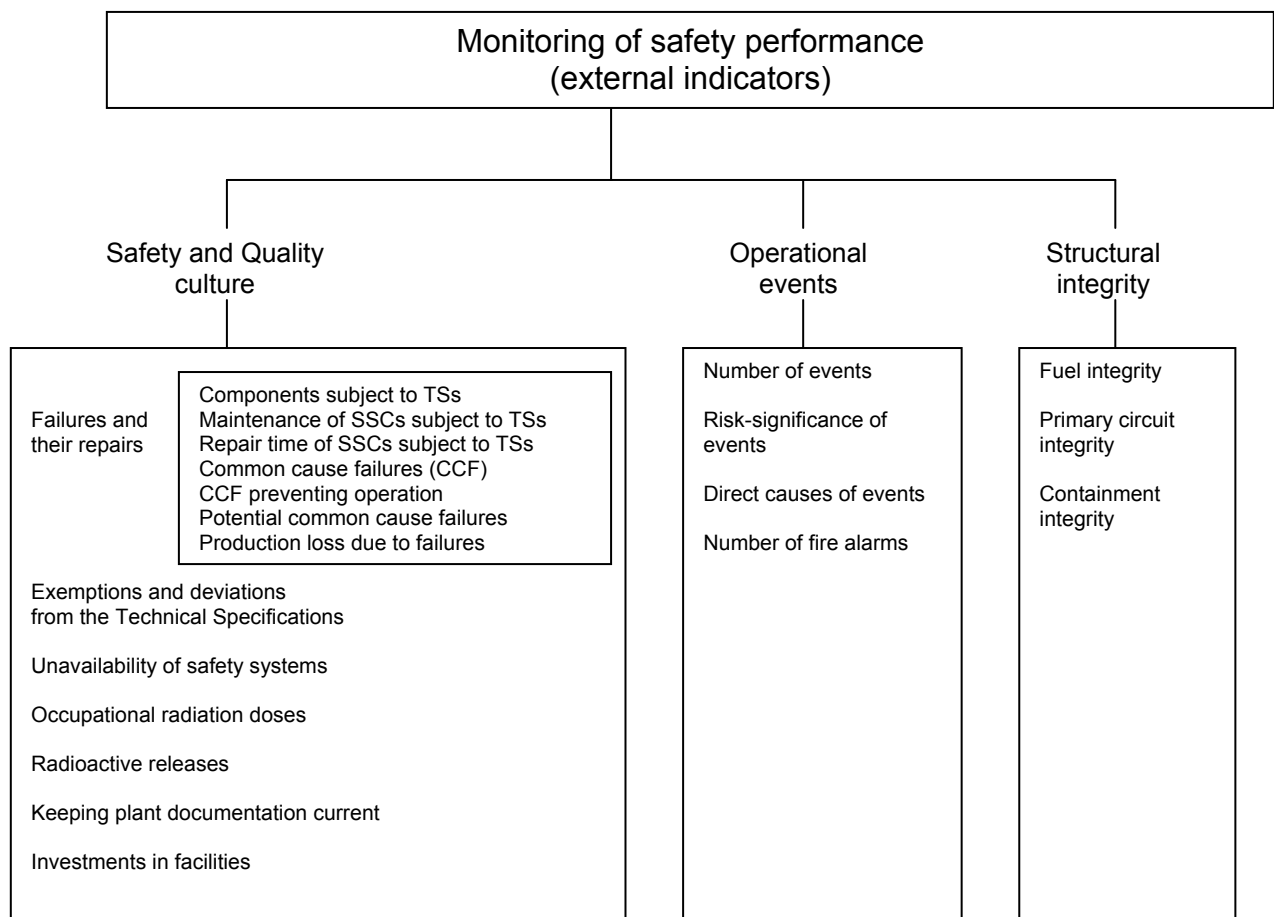 Monitoring of safety performance
(external indicators)
Safety and Quality
culture
Operational
events
Structural
integrity
Failures and
their repairs
Components subject to TSs
Maintenance of SSCs subject to TSs
Repair time of SSCs subject to TSs
Common cause failures (CCF)
CCF preventing operation
Potential common cause failures
Production loss due to failures
Exemptions and deviations
from the Technical Specifications
Unavailability of safety systems
Occupational radiation doses
Radioactive releases
Keeping plant documentation current
Investments in facilities
Number of events
Risk-significance of
events
Direct causes of events
Number of fire alarms
Fuel integrity
Primary circuit
integrity
Containment
integrity